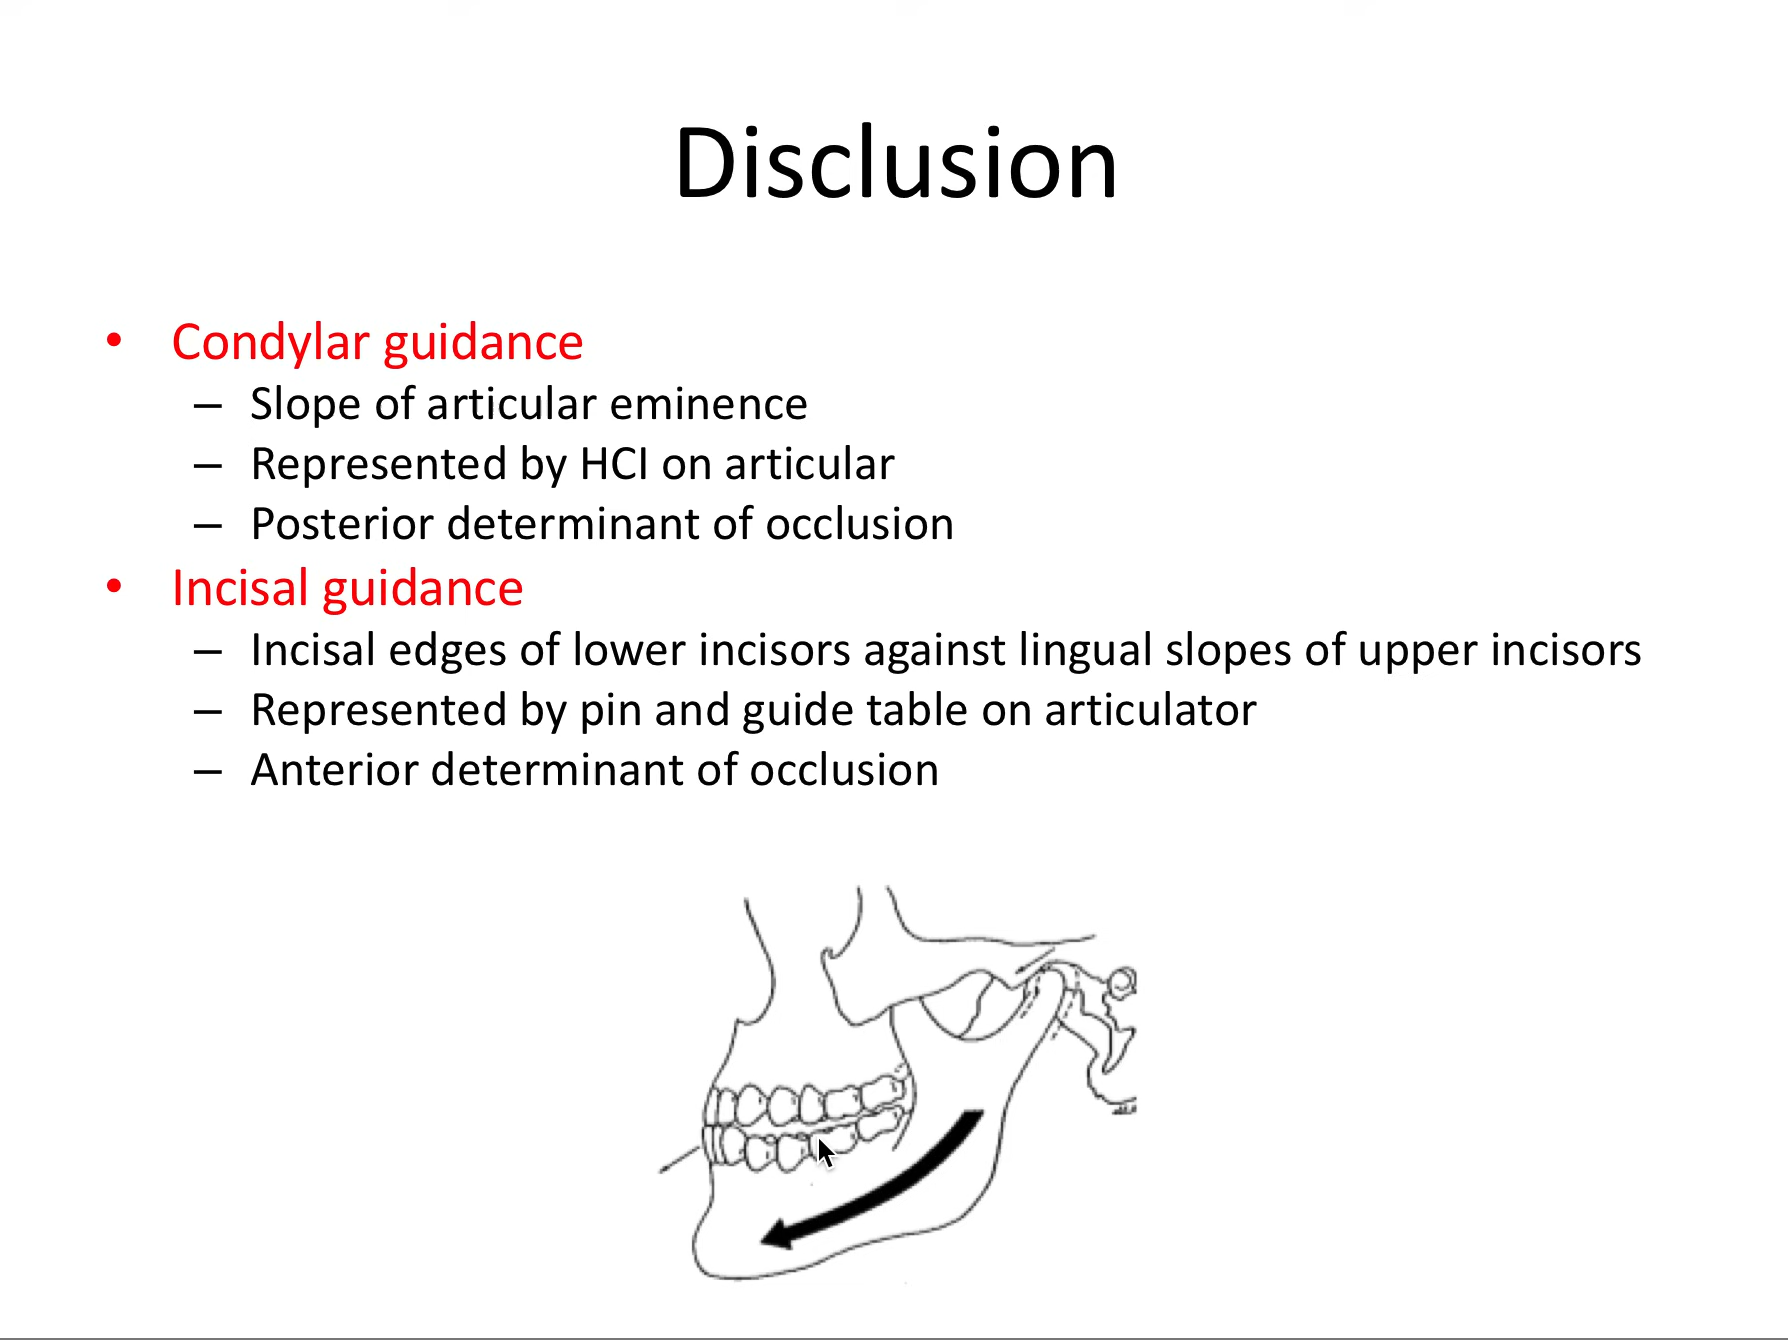 Disclusion
• Condylar guidance
– Slope of articular eminence
– Represented by HCI on articular
– Posterior determinant of occlusion
• Incisal guidance
– Incisal edges of lower incisors against lingual slopes of upper incisors
– Represented by pin and guide table on articulator
– Anterior determinant of occlusion